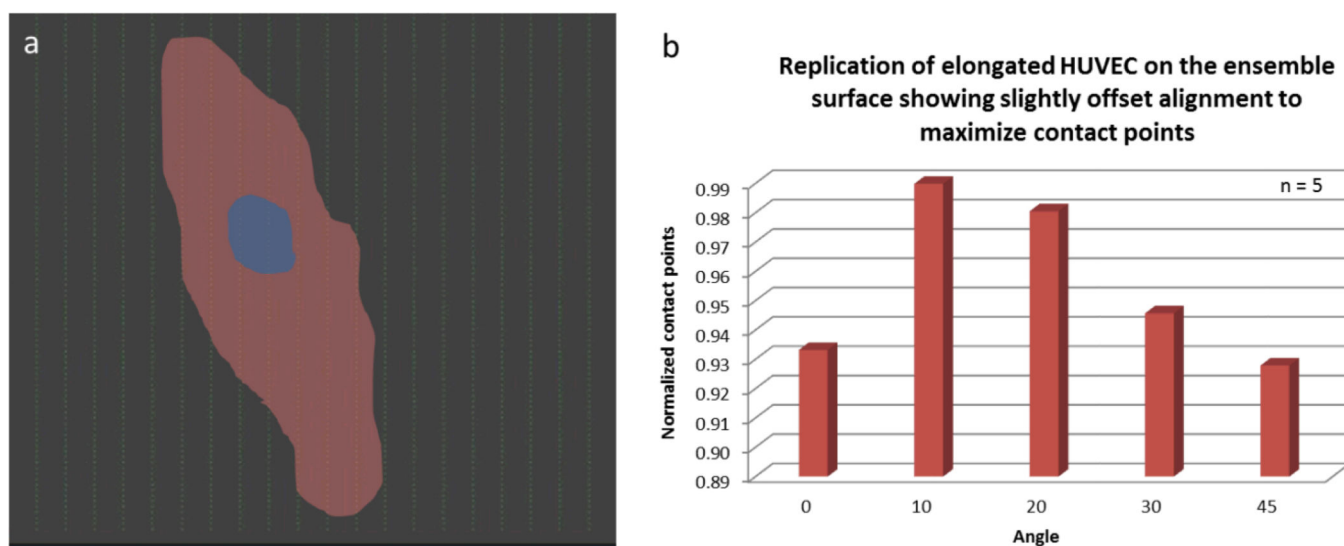 a
b
Replication of elongated HUVEC on the ensemble
surface showing slightly offset alignment to
maximize contact points
n = 5
Normalized contact points
0.99
0.98
0.97
0.96
0.95
0.94
0.93
0.92
0.91
0.90
0.89
0 10 20 30 45
Angle